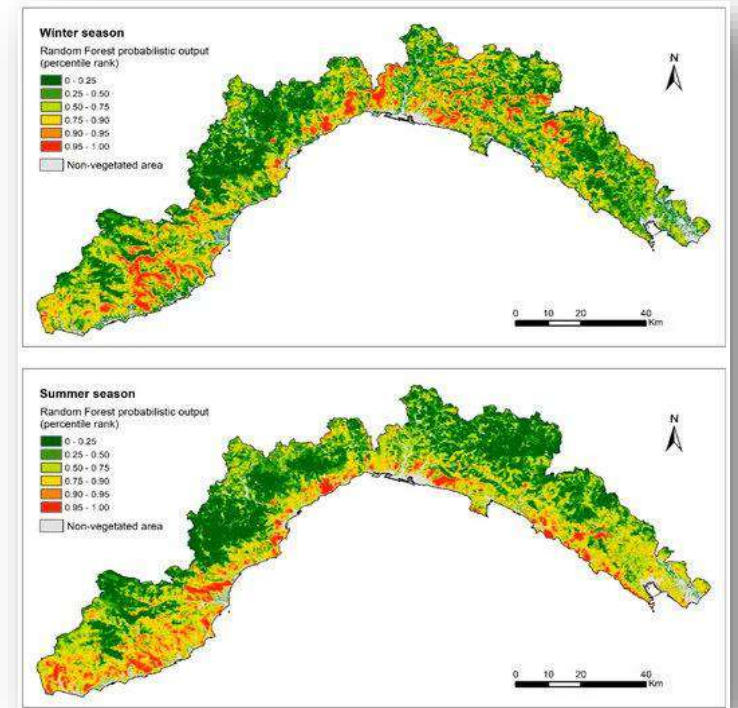 Winter season
Random Forest probabilistic output
(percentile rank)
0 - 0.25
0.25 - 0.50
0.50 - 0.75
0.75 - 0.90
0.90 - 0.95
0.95 - 1.00
Non-vegetated area
N
0 10 20 40
Km
Summer season
Random Forest probabilistic output
(percentile rank)
0 - 0.25
0.25 - 0.50
0.50 - 0.75
0.75 - 0.90
0.90 - 0.95
0.95 - 1.00
Non-vegetated area
N
0 10 20 40
Km